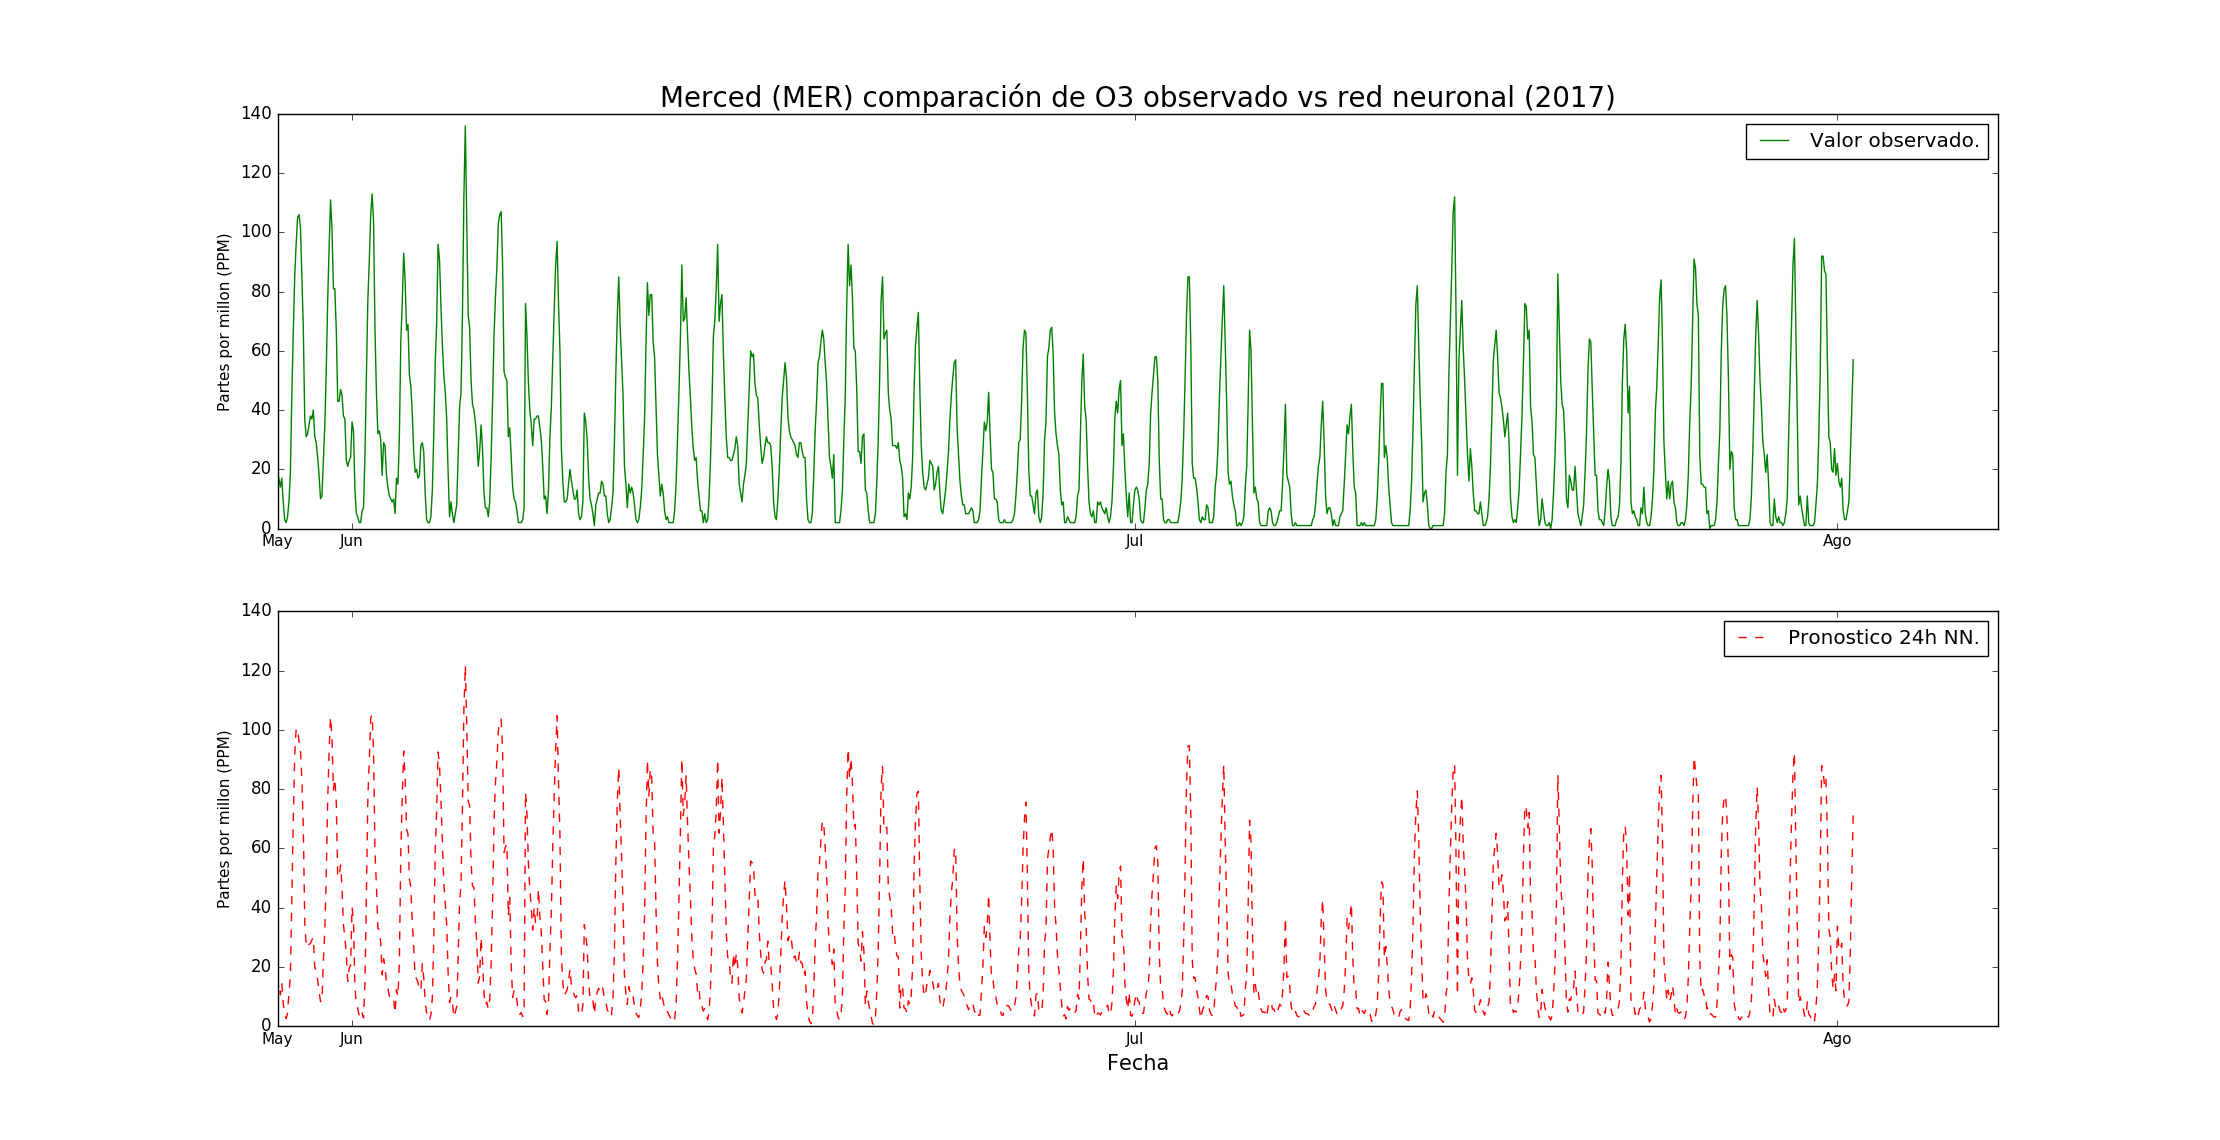 Merced (MER) comparación de O3 observado vs red neuronal (2017)
140
120
100
80
60
40
20
0
Partes por millon (PPM)
Valor observado.
May Jun Jul Ago
140
120
100
80
60
40
20
0
Partes por millon (PPM)
Pronostico 24h NN.
May Jun Jul Ago
Fecha